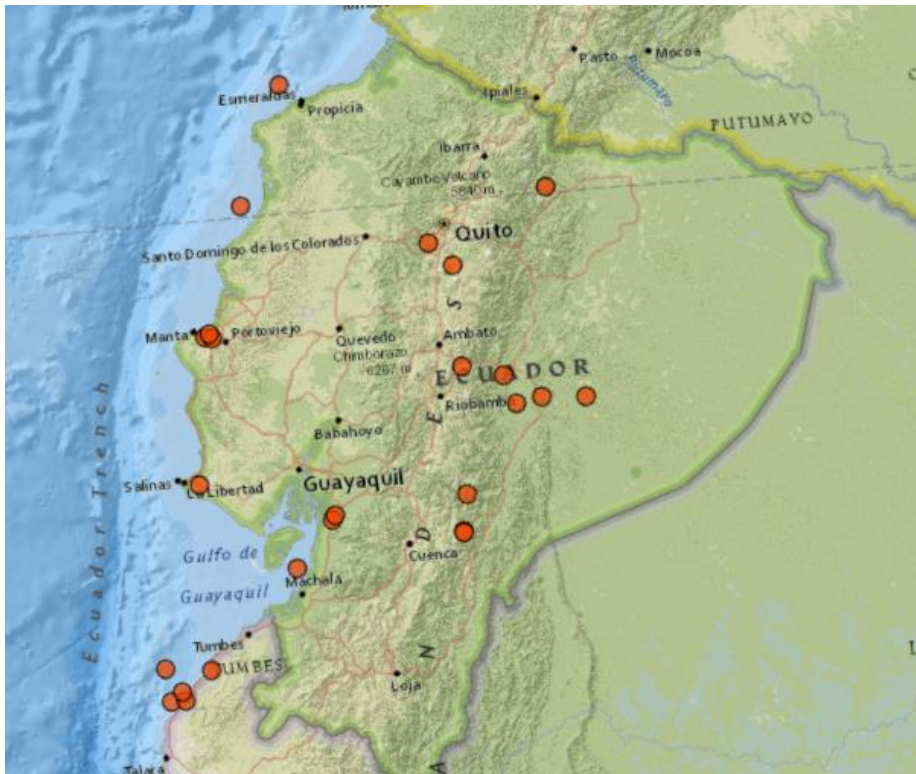 Pasto
Mocoa
Putumayo
Esmeraldas
Propicia
Ipiales
PUTUMAYO
Ibarra
Cayambe Volcano
5840 m
Quito
Santo Domingo de los Colorados
Manta
Portoviejo
Quevedo
Ambato
Chimborazo
6267 m
ECUADOR
Riobamba
Babahoyo
Salinas
La Libertad
Guayaquil
Gulfo de
Guayaquil
Cuenca
Machala
Tumbes
TUMBES
Loja
Talara
Ecuador Trench